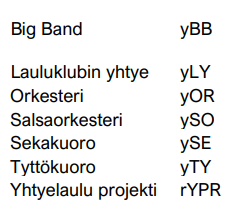 Big Band yBB
Lauluklubin yhtye yLY
Orkesteri yOR
Salsaorkesteri ySO
Sekakuoro ySE
Tyttökuoro yTY
Yhtyelaulu projekti rYPR